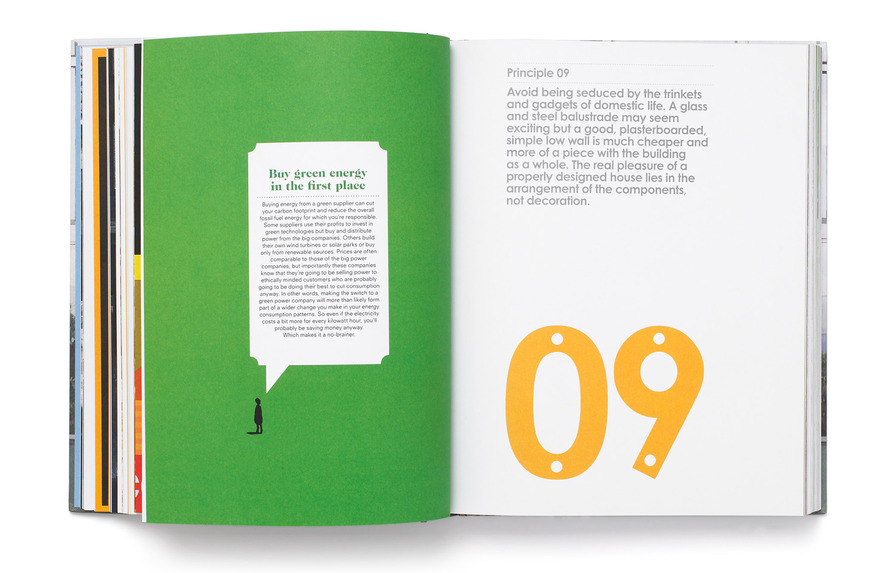 Buy green energy
in the first place
Buying energy from a green supplier can cut
your carbon footprint and reduce the overall
fossil fuel energy for which you're responsible.
Some suppliers use their profits to invest in
green technologies but buy and distribute
power from the big companies. Others build
their own wind turbines or solar parks or buy
only from renewable sources. Prices are often
comparable to those of the big power
companies, but importantly these companies
know that they're going to be selling power to
ethically minded customers who are probably
going to be doing their best to cut consumption
anyway. In other words, making the switch to a
green power company will more than likely form
part of a wider change you make in your energy
consumption patterns. So even if the electricity
costs a bit more for every kilowatt hour, you'll
probably be saving money anyway.
Which makes it a no-brainer.
Principle 09
Avoid being seduced by the trinkets
and gadgets of domestic life. A glass
and steel balustrade may seem
exciting but a good, plasterboarded,
simple low wall is much cheaper and
more of a piece with the building
as a whole. The real pleasure of a
properly designed house lies in the
arrangement of the components,
not decoration.
09